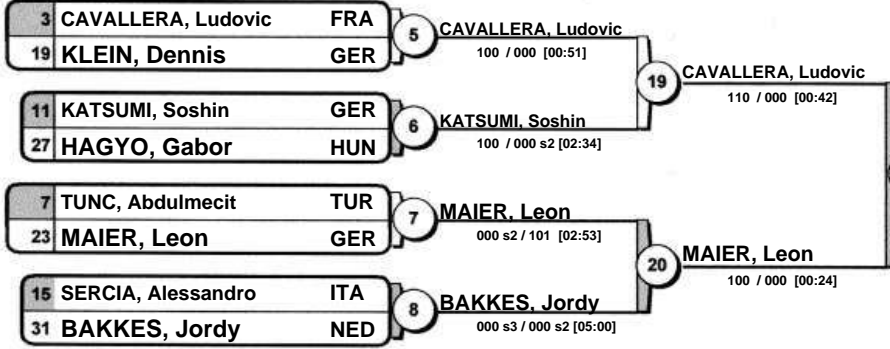 3 CAVALLERA, Ludovic FRA
19 KLEIN, Dennis GER
5
CAVALLERA, Ludovic
100 / 000 [00:51]
11 KATSUMI, Soshin GER
27 HAGYO, Gabor HUN
6
KATSUMI, Soshin
100 / 000 s2 [02:34]
19
CAVALLERA, Ludovic
110 / 000 [00:42]
7 TUNC, Abdulmecit TUR
23 MAIER, Leon GER
7
MAIER, Leon
000 s2 / 101 [02:53]
15 SERCIA, Alessandro ITA
31 BAKKES, Jordy NED
8
BAKKES, Jordy
000 s3 / 000 s2 [05:00]
20
MAIER, Leon
100 / 000 [00:24]